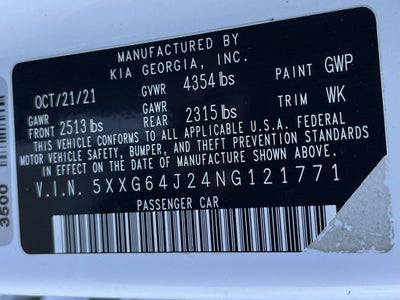 MANUFACTURED BY
KIA GEORGIA, INC.
OCT/21/21 GVWR 4354 lbs PAINT GWP
GAWR FRONT 2513 lbs GAWR REAR 2315 lbs TRIM WK
THIS VEHICLE CONFORMS TO ALL APPLICABLE U.S.A. FEDERAL
MOTOR VEHICLE SAFETY, BUMPER, AND THEFT PREVENTION STANDARDS
IN EFFECT ON THE DATE OF MANUFACTURE SHOWN ABOVE.
V.I.N. 5XXG64J24NG121771
PASSENGER CAR
3500